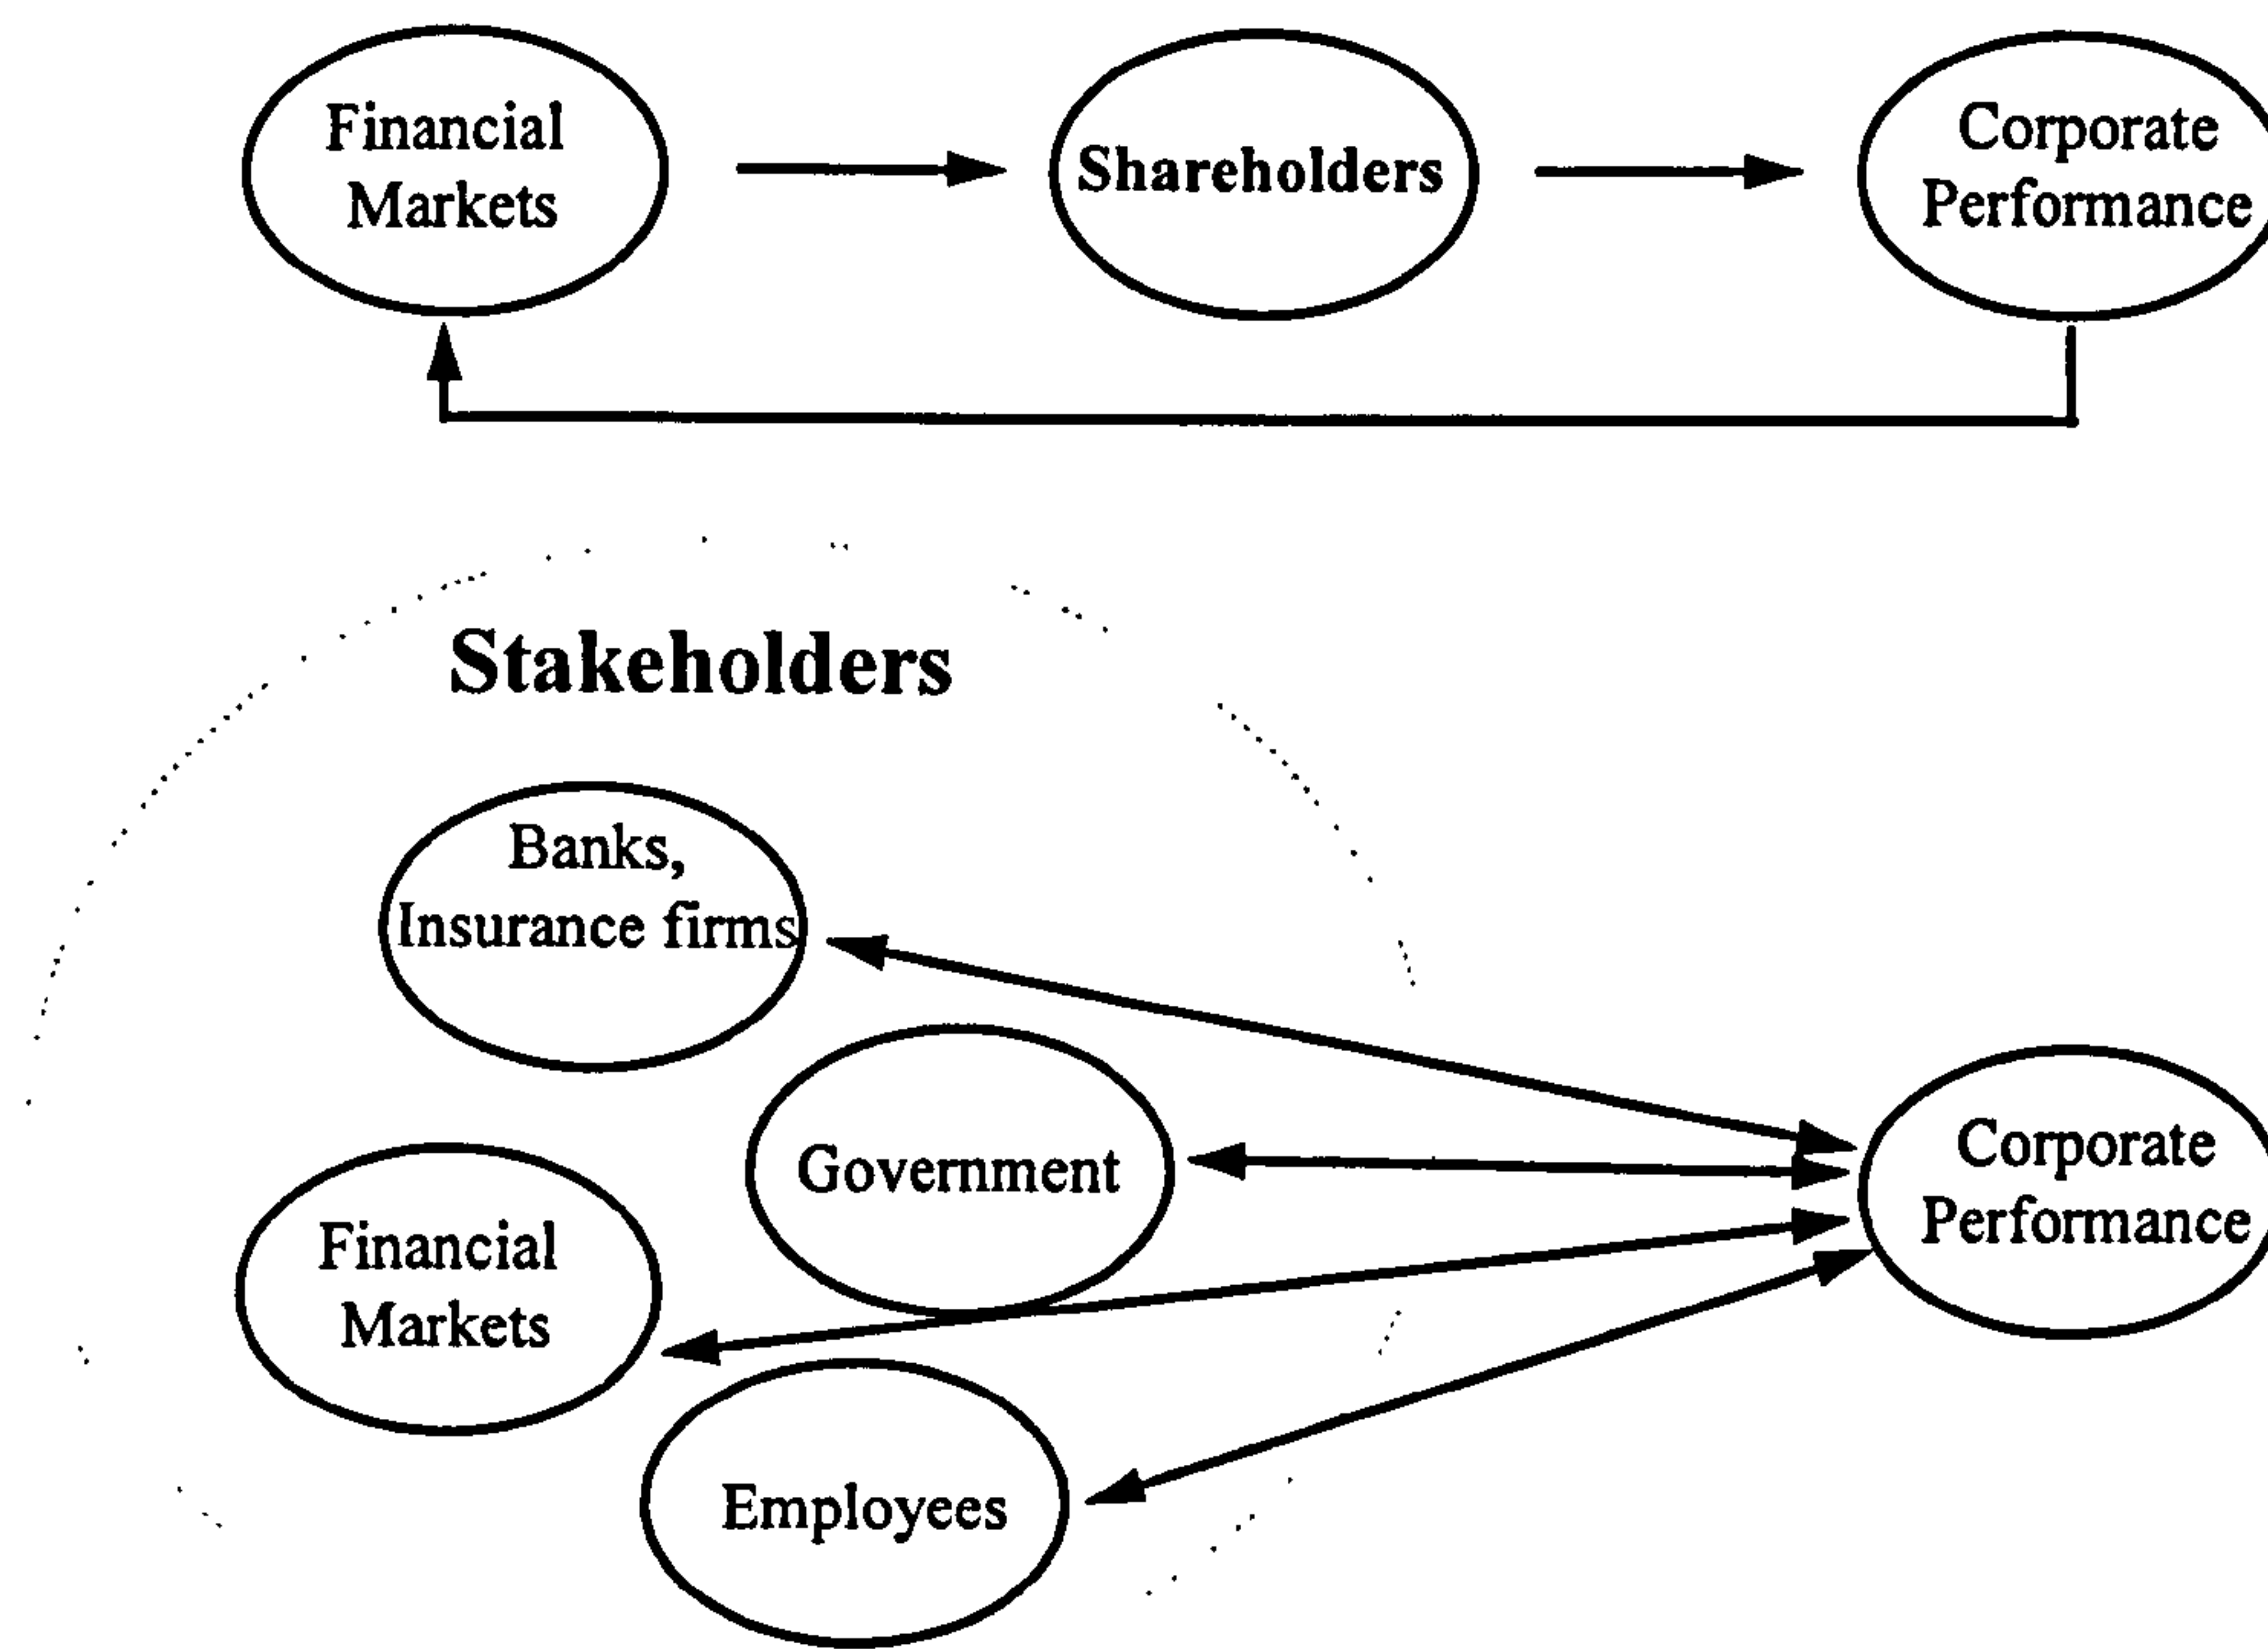 Financial
Markets
Shareholders
Corporate
Performance
Stakeholders
Banks,
Insurance firms
Government
Financial
Markets
Employees
Corporate
Performance